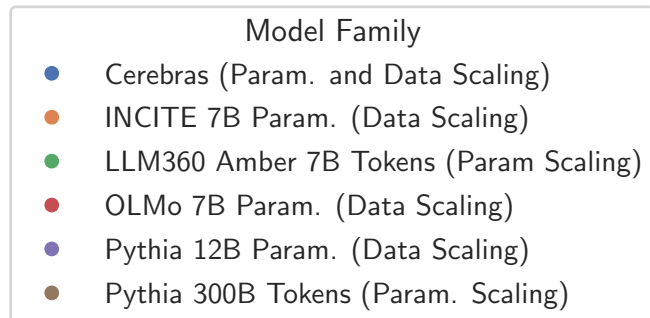 Model Family
Cerebras (Param. and Data Scaling)
INCITE 7B Param. (Data Scaling)
LLM360 Amber 7B Tokens (Param Scaling)
OLMo 7B Param. (Data Scaling)
Pythia 12B Param. (Data Scaling)
Pythia 300B Tokens (Param. Scaling)